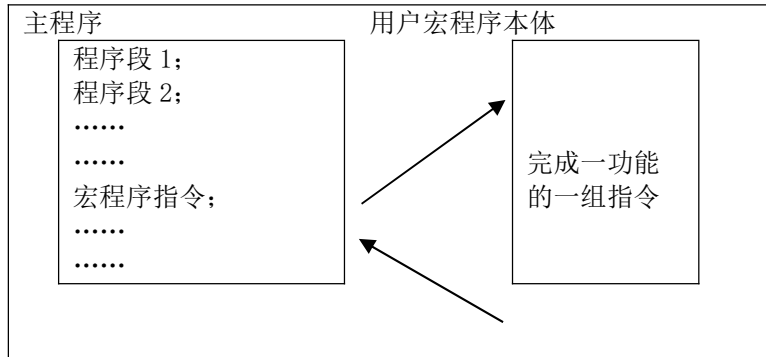 主程序
用户宏程序本体
程序段 1；
程序段 2；
……
……
宏程序指令；
……
……
完成一功能
的一组指令